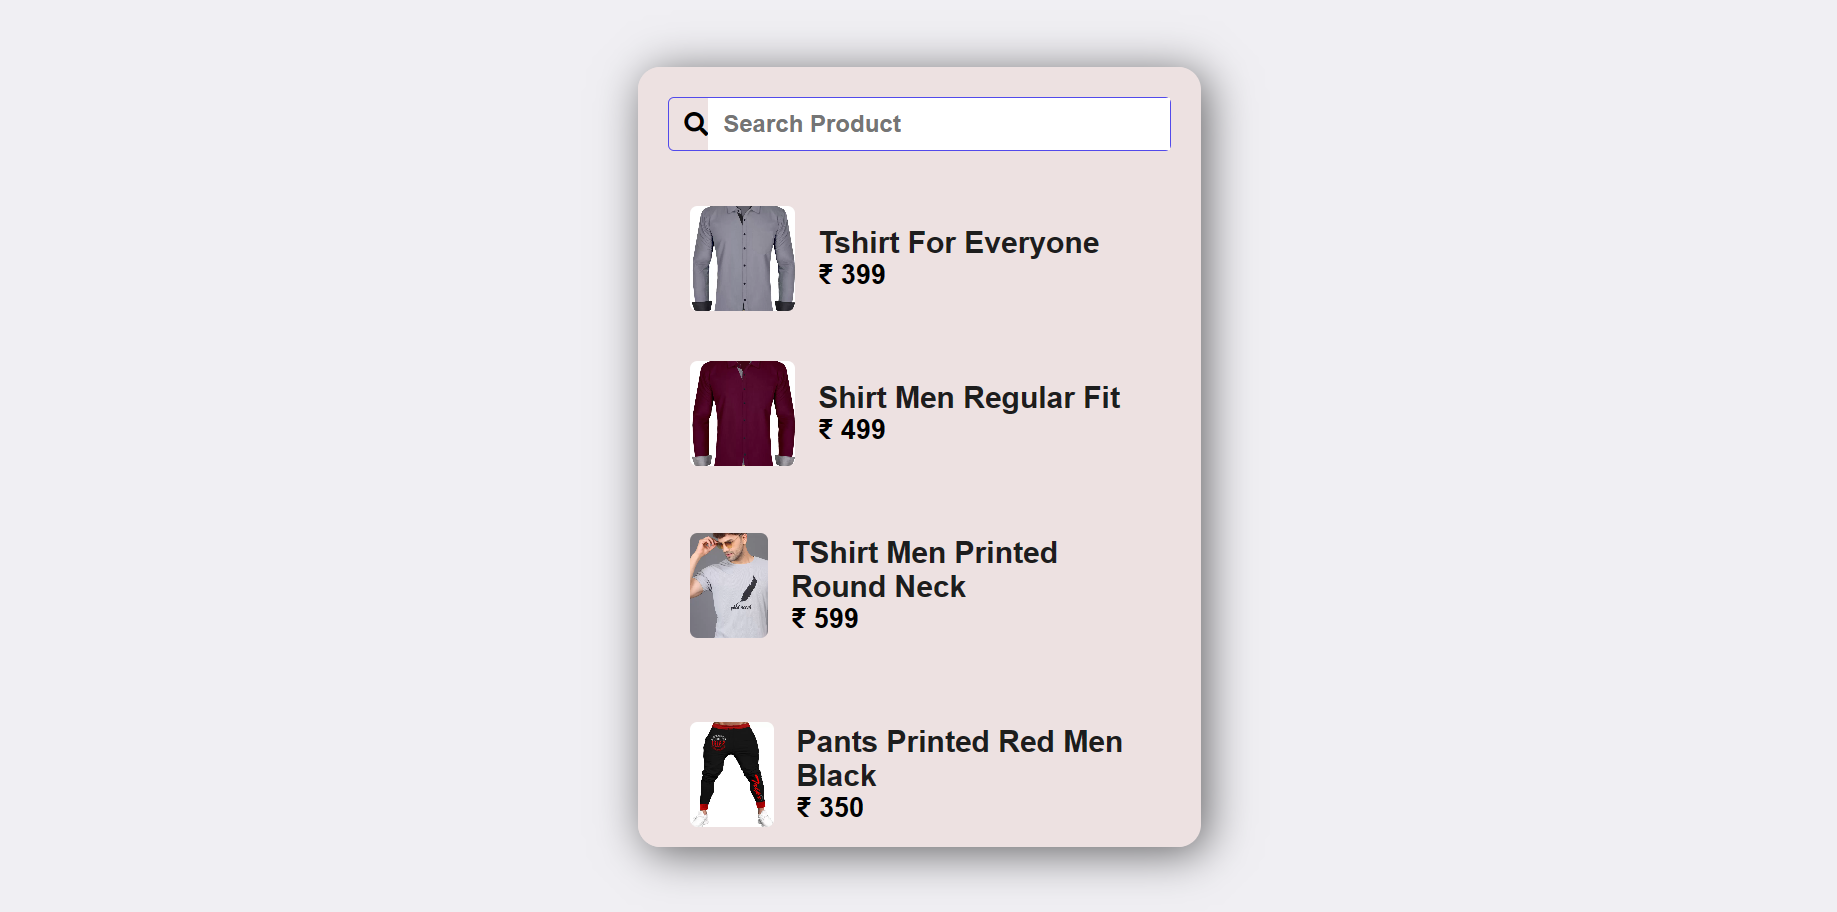 Search Product
Tshirt For Everyone
₹ 399
Shirt Men Regular Fit
₹ 499
TShirt Men Printed
Round Neck
₹ 599
Pants Printed Red Men
Black
₹ 350